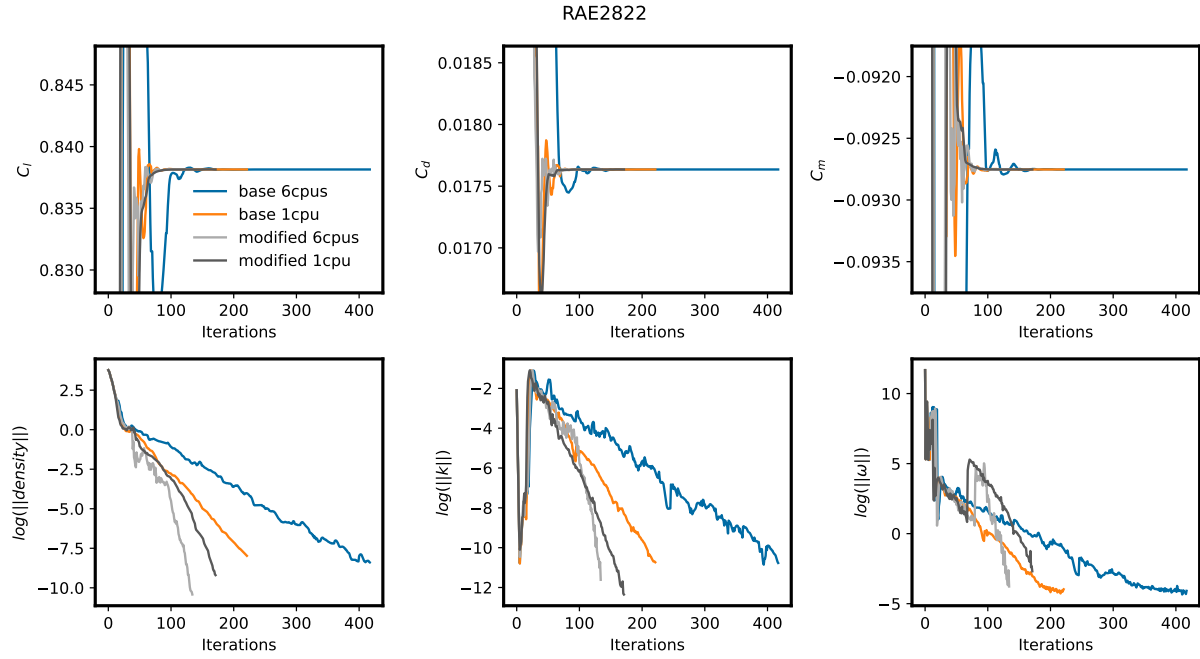 RAE2822
C_l
0.845
0.840
0.835
0.830
0 100 200 300 400
Iterations
base 6cpus
base 1cpu
modified 6cpus
modified 1cpu
C_d
0.0185
0.0180
0.0175
0.0170
0 100 200 300 400
Iterations
C_m
−0.0920
−0.0925
−0.0930
−0.0935
0 100 200 300 400
Iterations
log(||density||)
2.5
0.0
−2.5
−5.0
−7.5
−10.0
0 100 200 300 400
Iterations
log(||k||)
−2
−4
−6
−8
−10
−12
0 100 200 300 400
Iterations
log(||ω||)
10
5
0
−5
0 100 200 300 400
Iterations